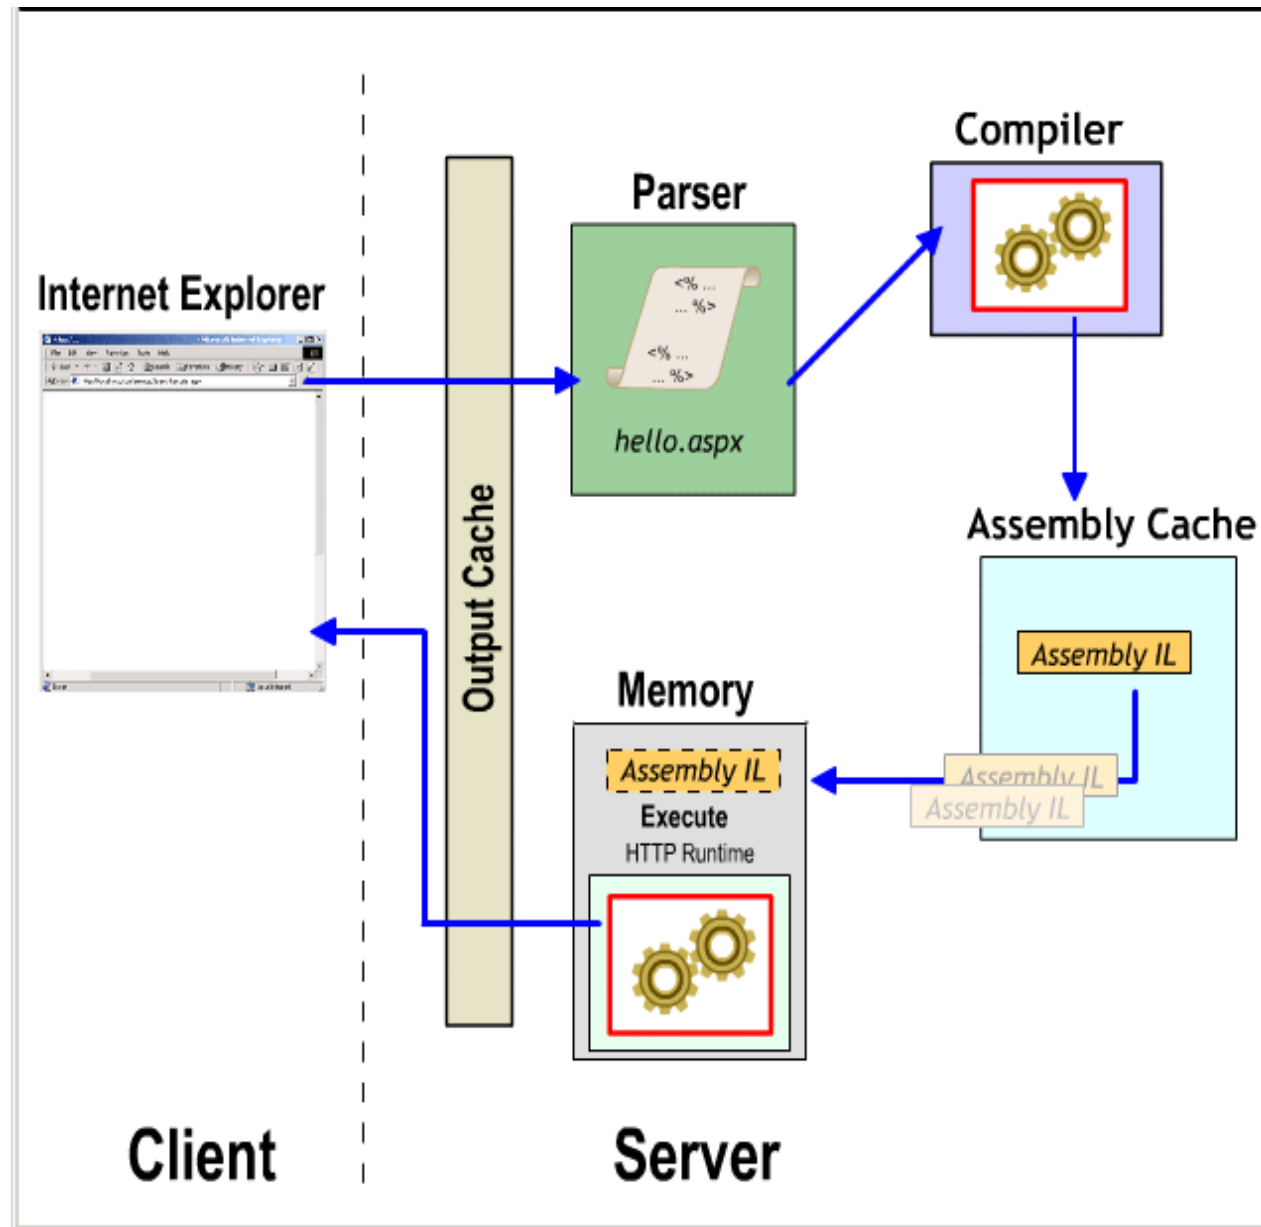 Compiler
Parser
<% ...
... %>
<% ...
... %>
hello.aspx
Internet Explorer
Output Cache
Assembly Cache
Assembly IL
Assembly IL
Assembly IL
Memory
Assembly IL
Execute
HTTP Runtime
Client
Server